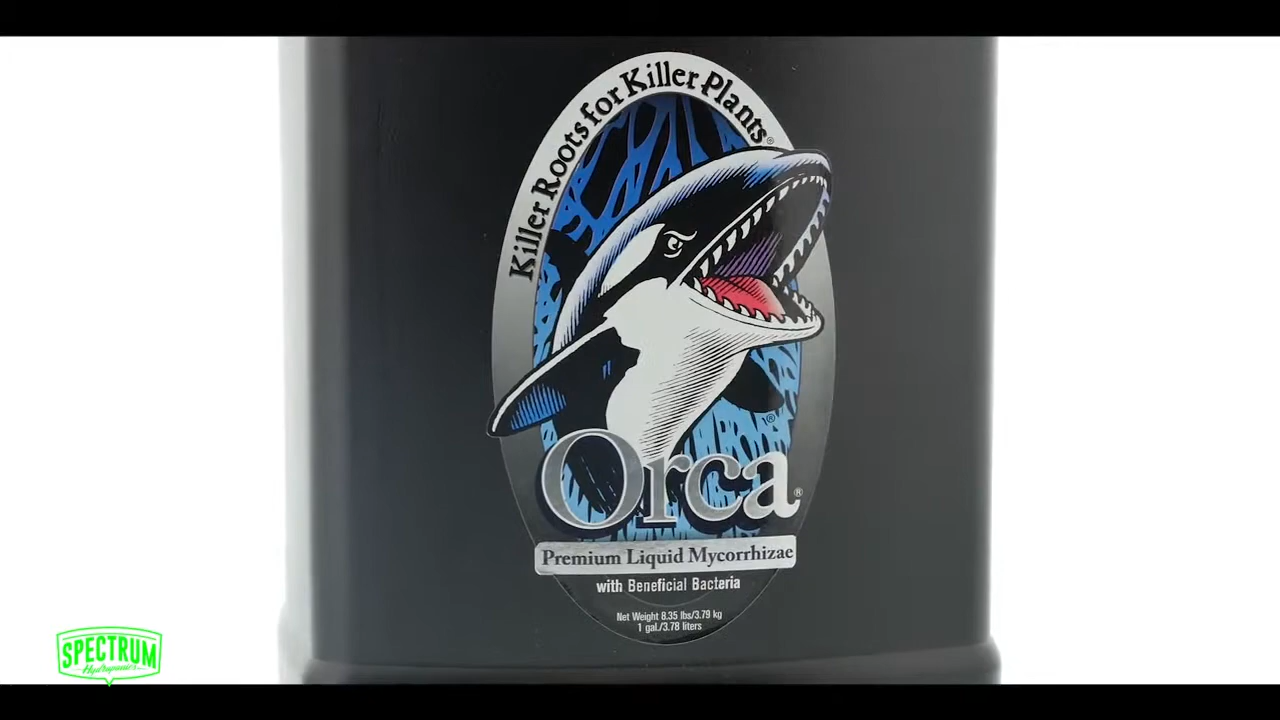 Killer Roots for Killer Plants®
Orca®
Premium Liquid Mycorrhizae
with Beneficial Bacteria
Net Weight 8.35 lbs/3.79 kg
1 gal./3.78 liters
SPECTRUM
Hydroponics